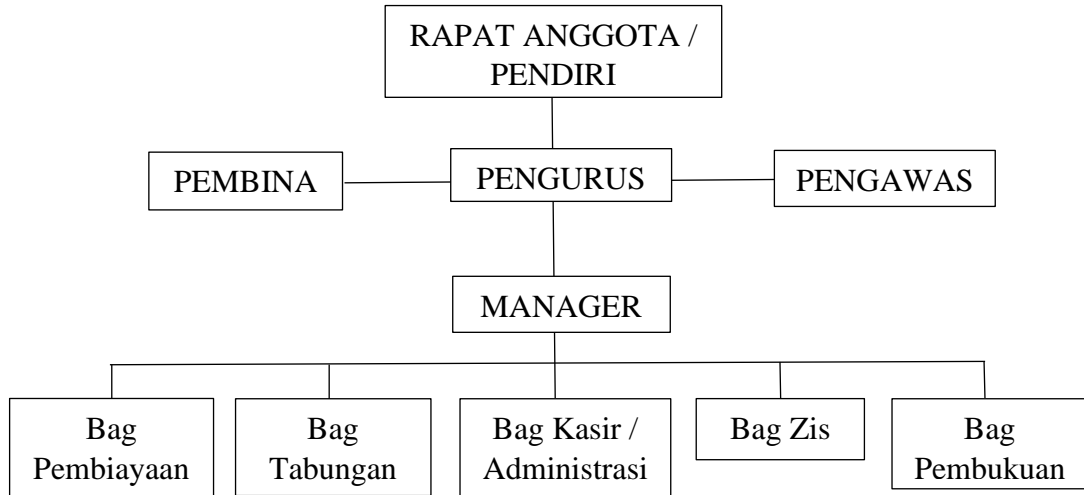 RAPAT ANGGOTA /
PENDIRI
PEMBINA
PENGURUS
PENGAWAS
MANAGER
Bag
Pembiayaan
Bag
Tabungan
Bag Kasir /
Administrasi
Bag Zis
Bag
Pembukuan